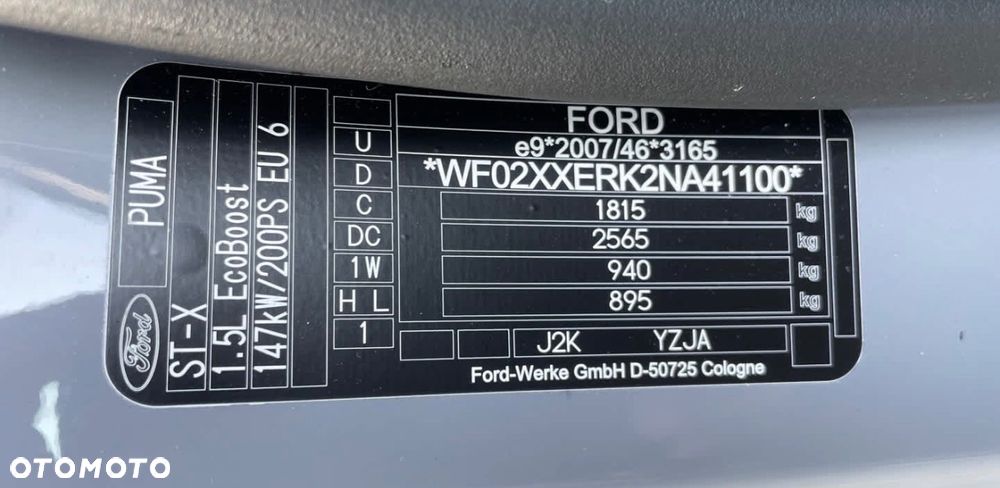 FORD
e9*2007/46*3165
*WF02XXERK2NA41100*
1815 kg
2565 kg
940 kg
895 kg
J2K YZJA
Ford-Werke GmbH D-50725 Cologne
U
D
C
DC
1W
H L
1
PUMA
Ford
ST-X
1.5L EcoBoost
147kW/200PS EU 6
OTOMOTO